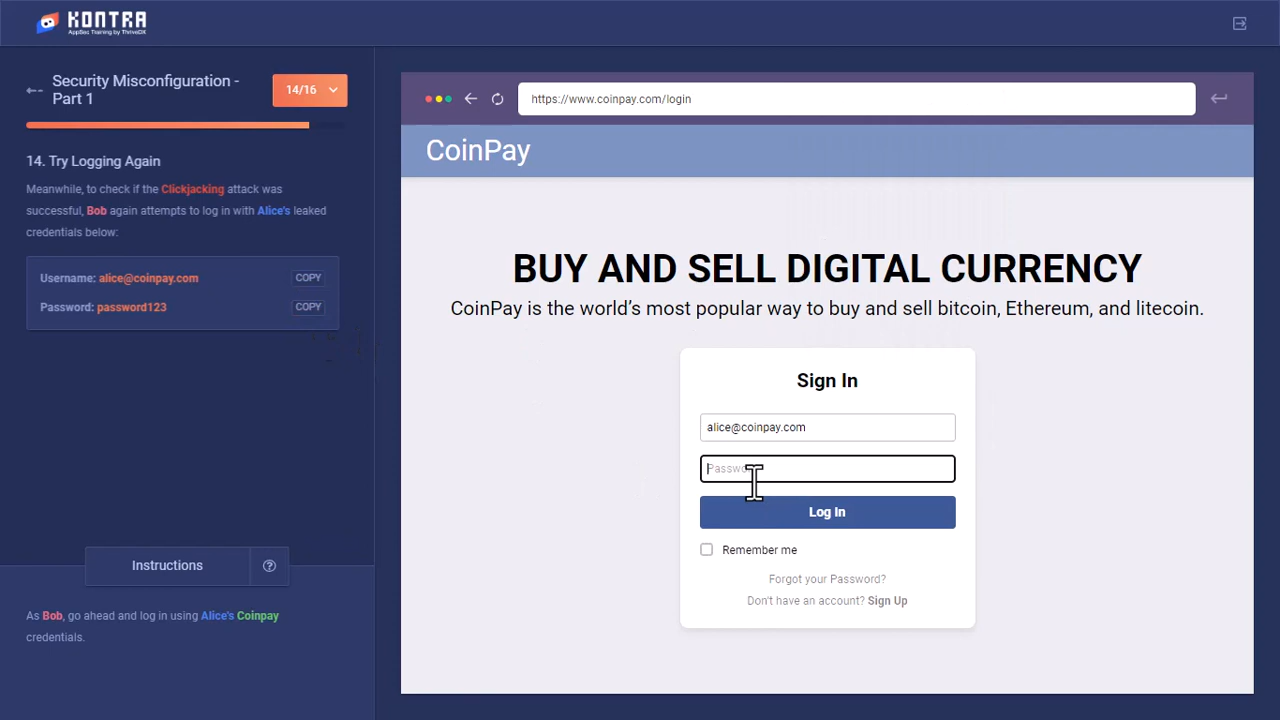 KONTRA
AppSec Training by ThriveDX
Security Misconfiguration -
Part 1
14/16
14. Try Logging Again
Meanwhile, to check if the Clickjacking attack was
successful, Bob again attempts to log in with Alice's leaked
credentials below:
Username: alice@coinpay.com
COPY
Password: password123
COPY
Instructions
?
As Bob, go ahead and log in using Alice's Coinpay
credentials.
https://www.coinpay.com/login
CoinPay
BUY AND SELL DIGITAL CURRENCY
CoinPay is the world's most popular way to buy and sell bitcoin, Ethereum, and litecoin.
Sign In
alice@coinpay.com
Password
Log In
Remember me
Forgot your Password?
Don't have an account? Sign Up